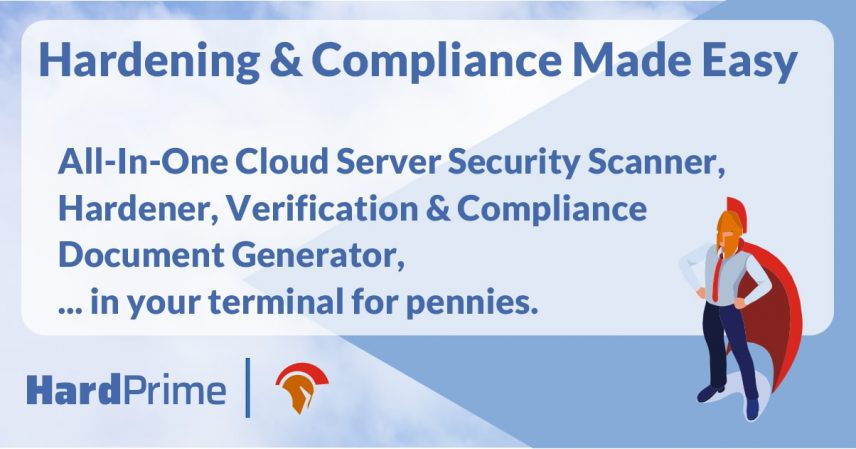 Hardening & Compliance Made Easy
All-In-One Cloud Server Security Scanner,
Hardener, Verification & Compliance
Document Generator,
... in your terminal for pennies.
HardPrime